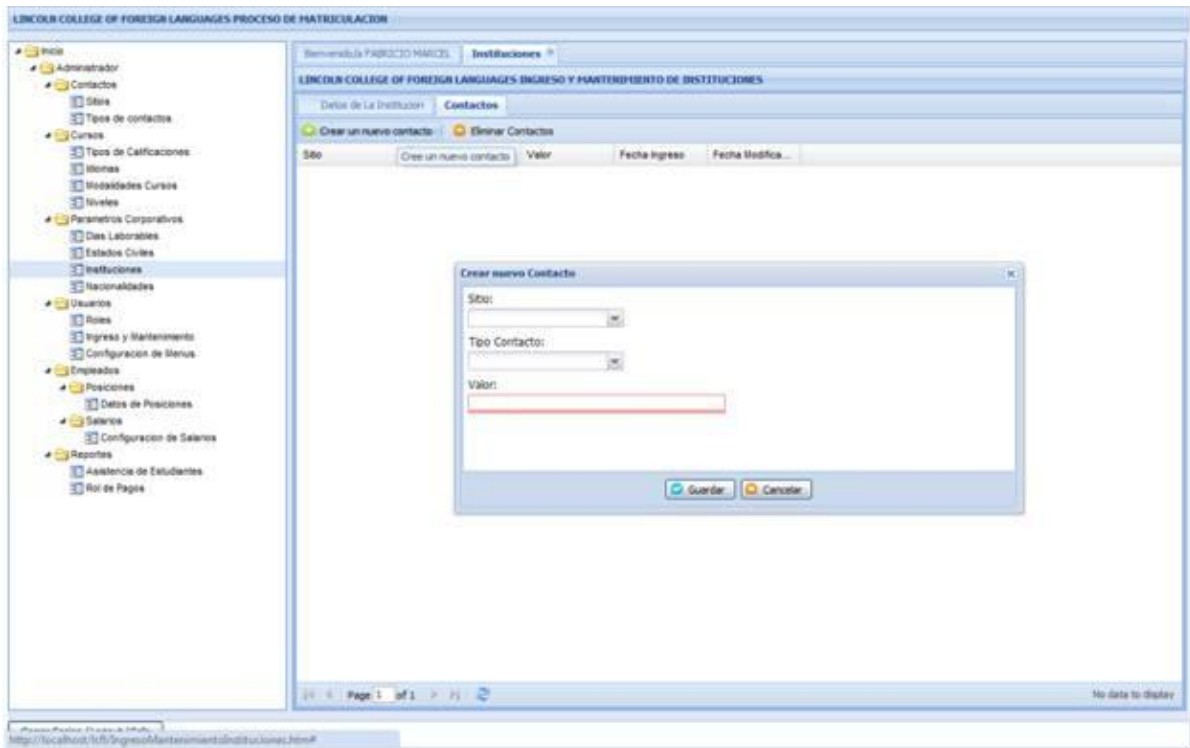 LINCOLN COLLEGE OF FOREIGN LANGUAGES PROCESO DE MATRICULACION
Inicio
Administrador
Contactos
Sitios
Tipos de contactos
Cursos
Tipos de Calificaciones
Idiomas
Modalidades Cursos
Niveles
Parametros Corporativos
Dias Laborables
Estados Civiles
Instituciones
Nacionalidades
Usuarios
Roles
Ingreso y Mantenimiento
Configuracion de Menus
Empleados
Posiciones
Datos de Posiciones
Salarios
Configuracion de Salarios
Reportes
Asistencia de Estudiantes
Rol de Pagos
Bienvenido/a FABRICIO MARCEL
Instituciones
LINCOLN COLLEGE OF FOREIGN LANGUAGES INGRESO Y MANTENIMIENTO DE INSTITUCIONES
Datos de La Institucion
Contactos
Crear un nuevo contacto
Eliminar Contactos
Sitio
Cree un nuevo contacto
Valor
Fecha Ingreso
Fecha Modifica...
Crear nuevo Contacto
Sitio:
Tipo Contacto:
Valor:
Guardar
Cancelar
Page 1 of 1
No data to display
http://localhost/lcfl/IngresoMantenimientoInstituciones.html#